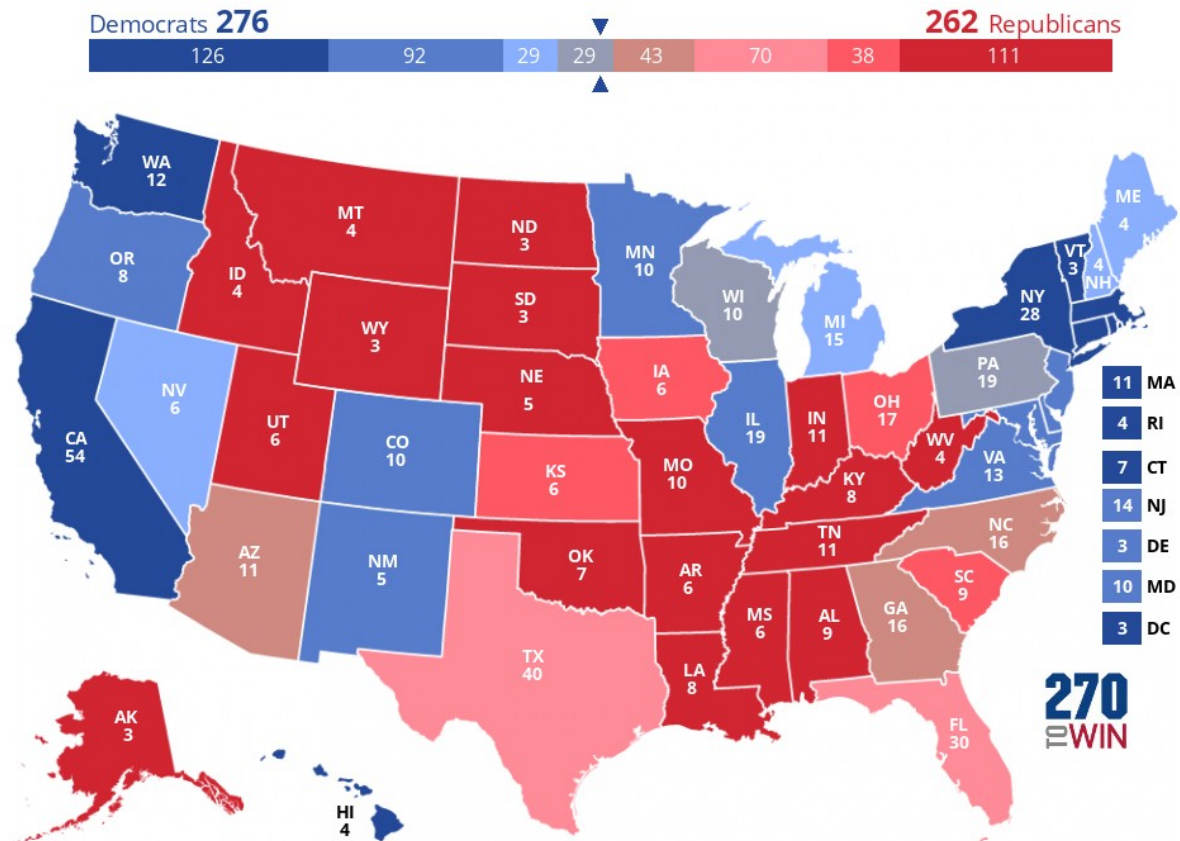 Democrats 276
262 Republicans
126 92 29 29 43 70 38 111
WA
12
OR
8
CA
54
NV
6
ID
4
MT
4
WY
3
UT
6
AZ
11
CO
10
NM
5
ND
3
SD
3
NE
5
KS
6
OK
7
TX
40
MN
10
IA
6
MO
10
AR
6
LA
8
WI
10
IL
19
MI
15
IN
11
OH
17
KY
8
TN
11
MS
6
AL
9
GA
16
FL
30
SC
9
NC
16
VA
13
WV
4
PA
19
NY
28
VT
3
4
NH
ME
4
11 MA
4 RI
7 CT
14 NJ
3 DE
10 MD
3 DC
AK
3
HI
4
270
TO WIN